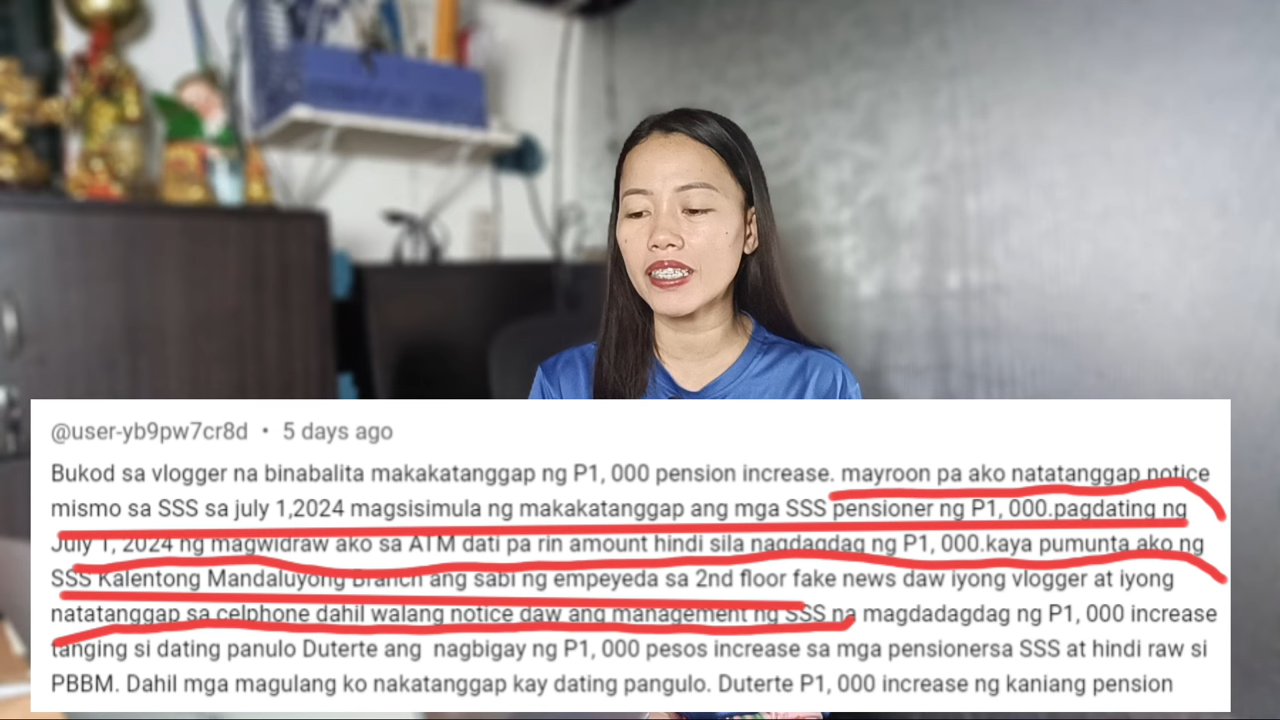 @user-yb9pw7cr8d • 5 days ago
Bukod sa vlogger na binabalita makakatanggap ng P1, 000 pension increase. mayroon pa ako natatanggap notice
mismo sa SSS sa july 1,2024 magsisimula ng makakatanggap ang mga SSS pensioner ng P1, 000.pagdating ng
July 1, 2024 ng magwidraw ako sa ATM dati pa rin amount hindi sila nagdagdag ng P1, 000.kaya pumunta ako ng
SSS Kalentong Mandaluyong Branch ang sabi ng empeyeda sa 2nd floor fake news daw iyong vlogger at iyong
natatanggap sa celphone dahil walang notice daw ang management ng SSS na magdadagdag ng P1, 000 increase
tanging si dating panulo Duterte ang nagbigay ng P1, 000 pesos increase sa mga pensionersa SSS at hindi raw si
PBBM. Dahil mga magulang ko nakatanggap kay dating pangulo. Duterte P1, 000 increase ng kaniang pension